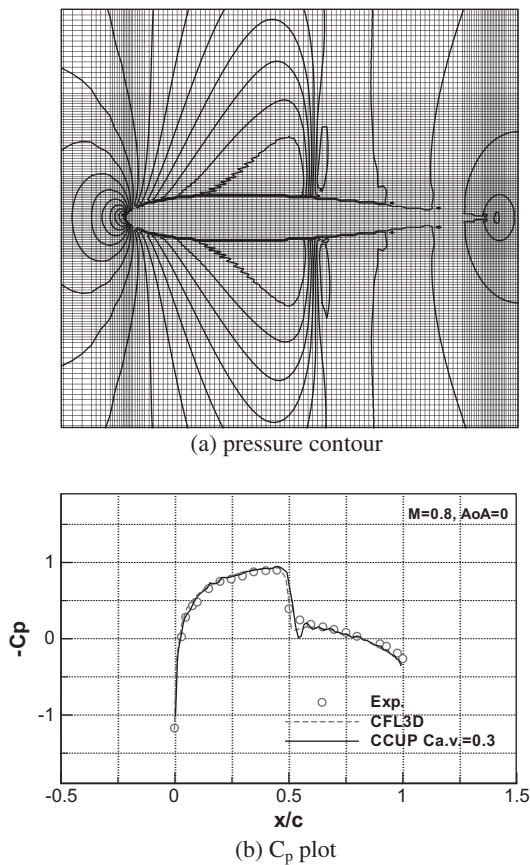 (a) pressure contour
M=0.8, AoA=0
1
0
-1
-Cp
Exp.
CFL3D
CCUP Ca.v.=0.3
-0.5
0
0.5
1
1.5
x/c
(b) Cp plot